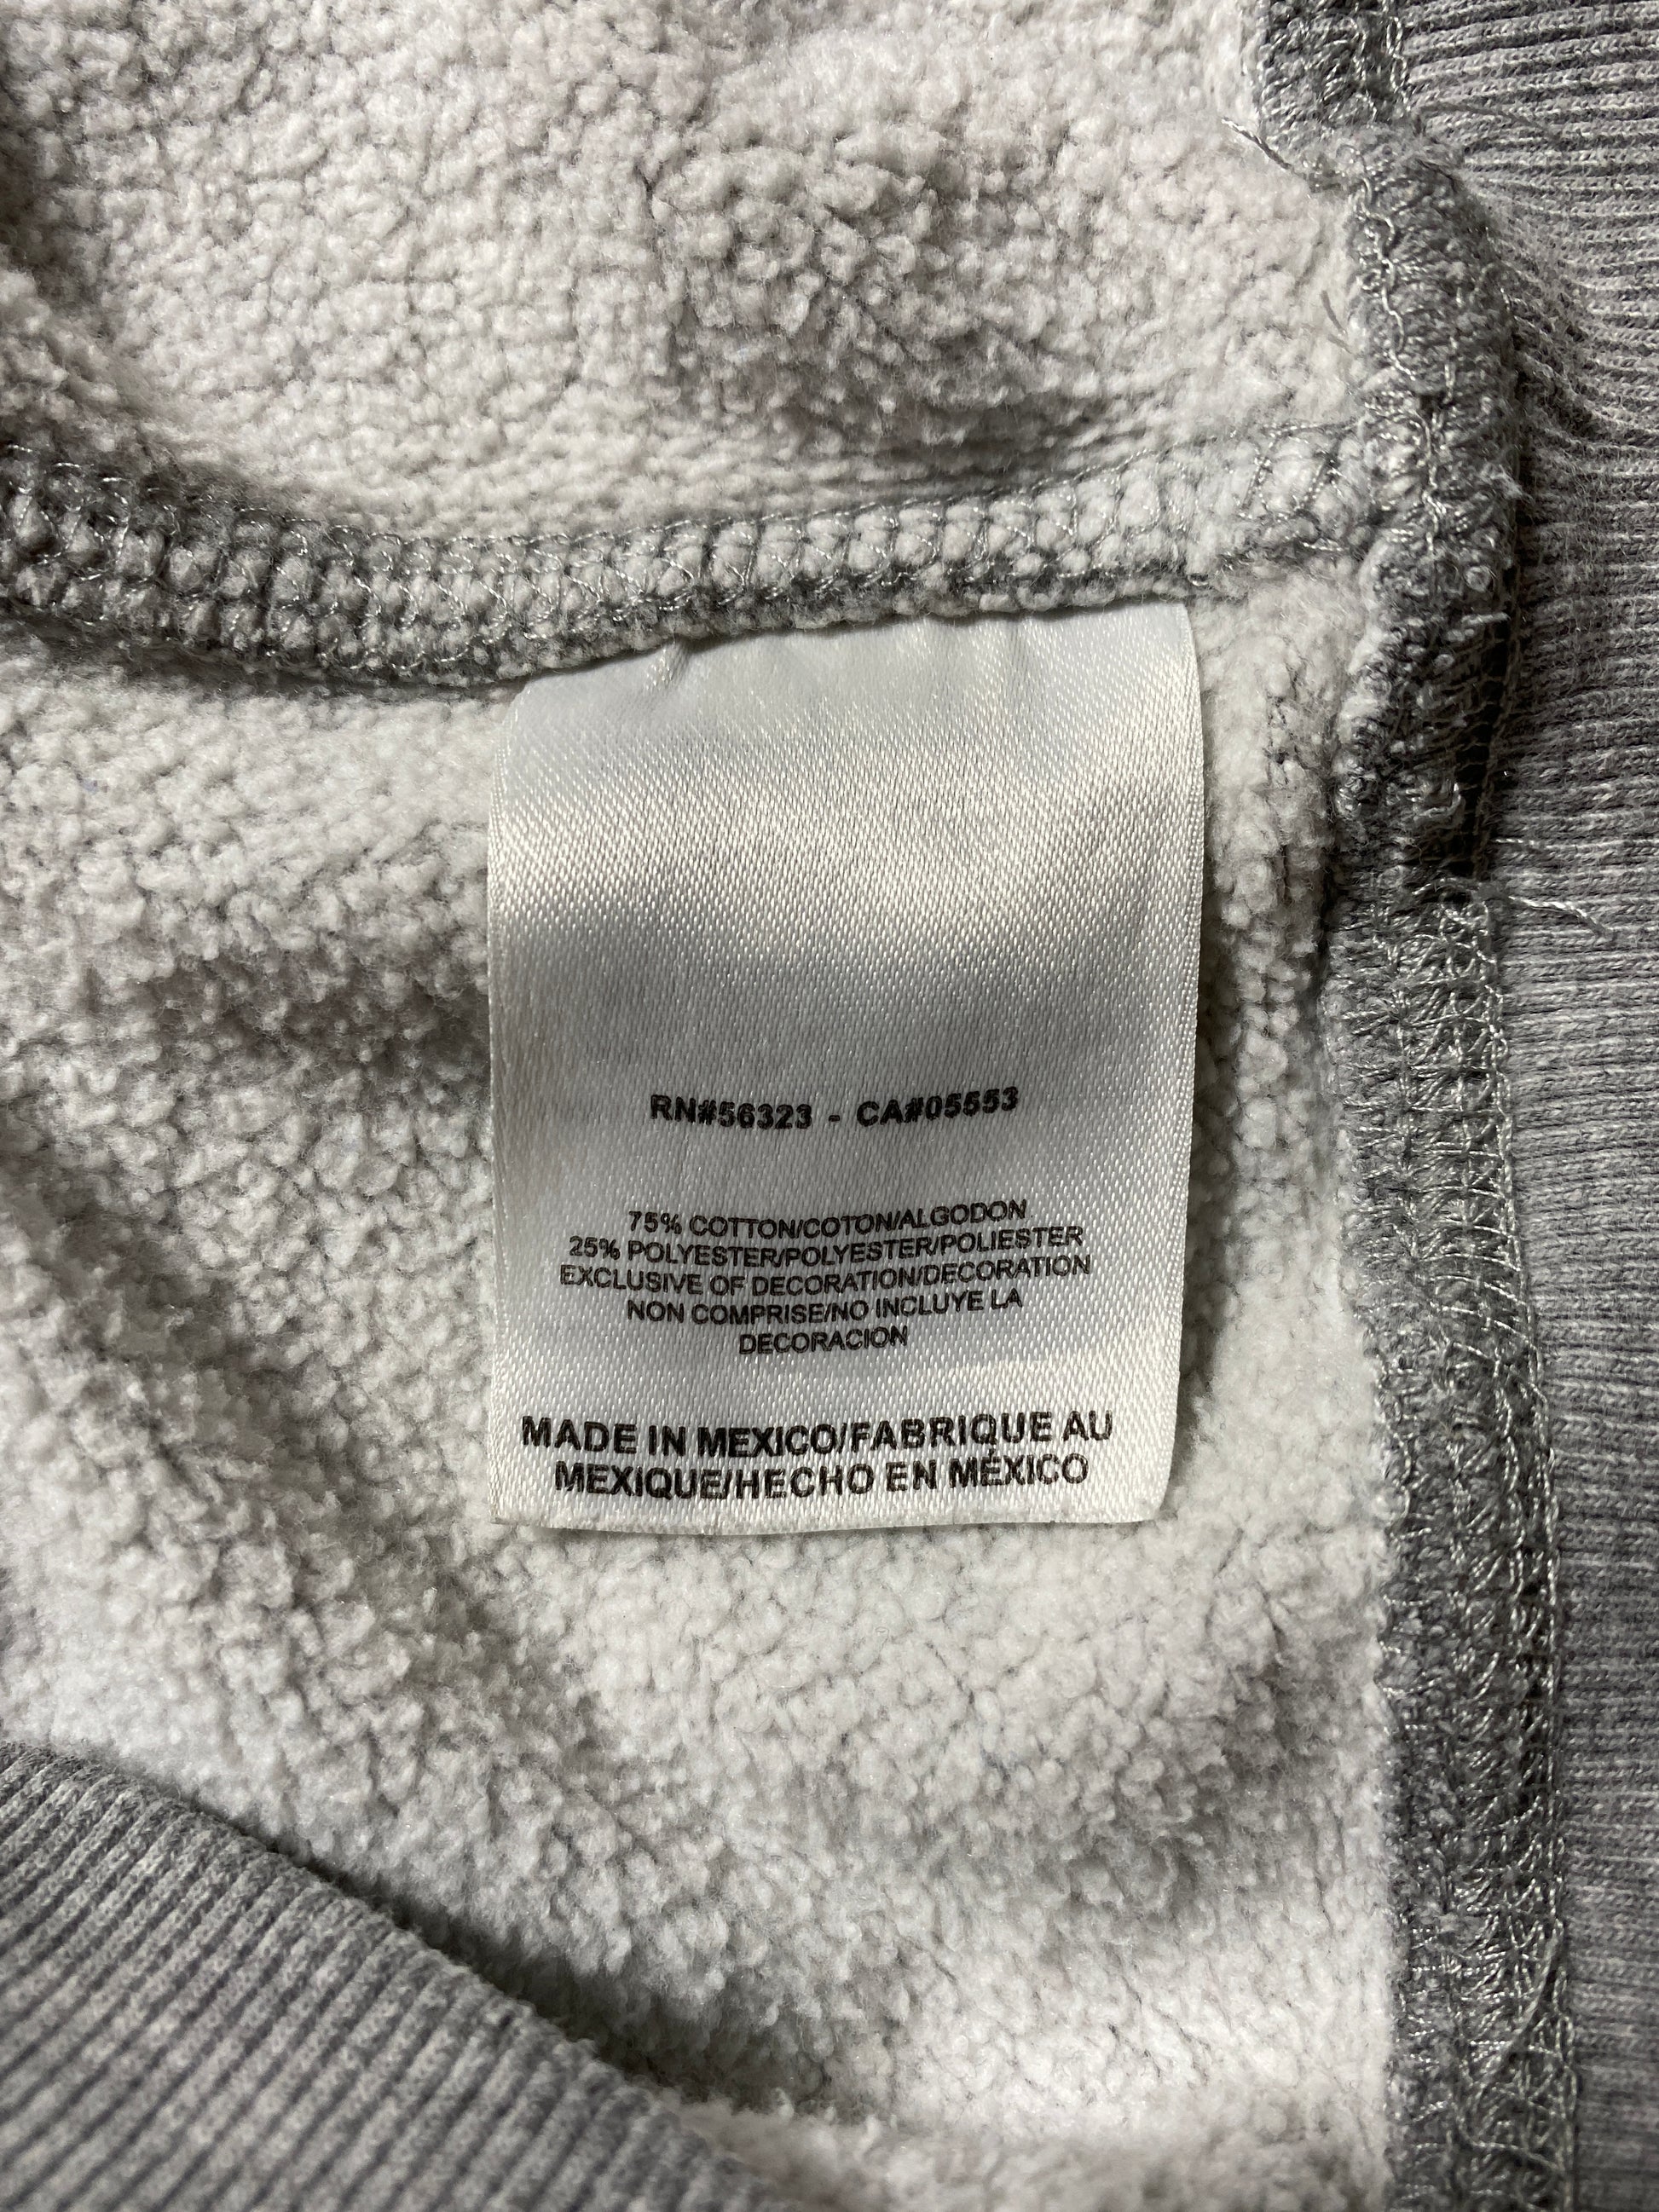 RN#56323 - CA#05553
75% COTTON/COTON/ALGODON
25% POLYESTER/POLYESTER/POLIESTER
EXCLUSIVE OF DECORATION/DECORATION
NON COMPRISE/NO INCLUYE LA
DECORACION
MADE IN MEXICO/FABRIQUE AU
MEXIQUE/HECHO EN MÉXICO